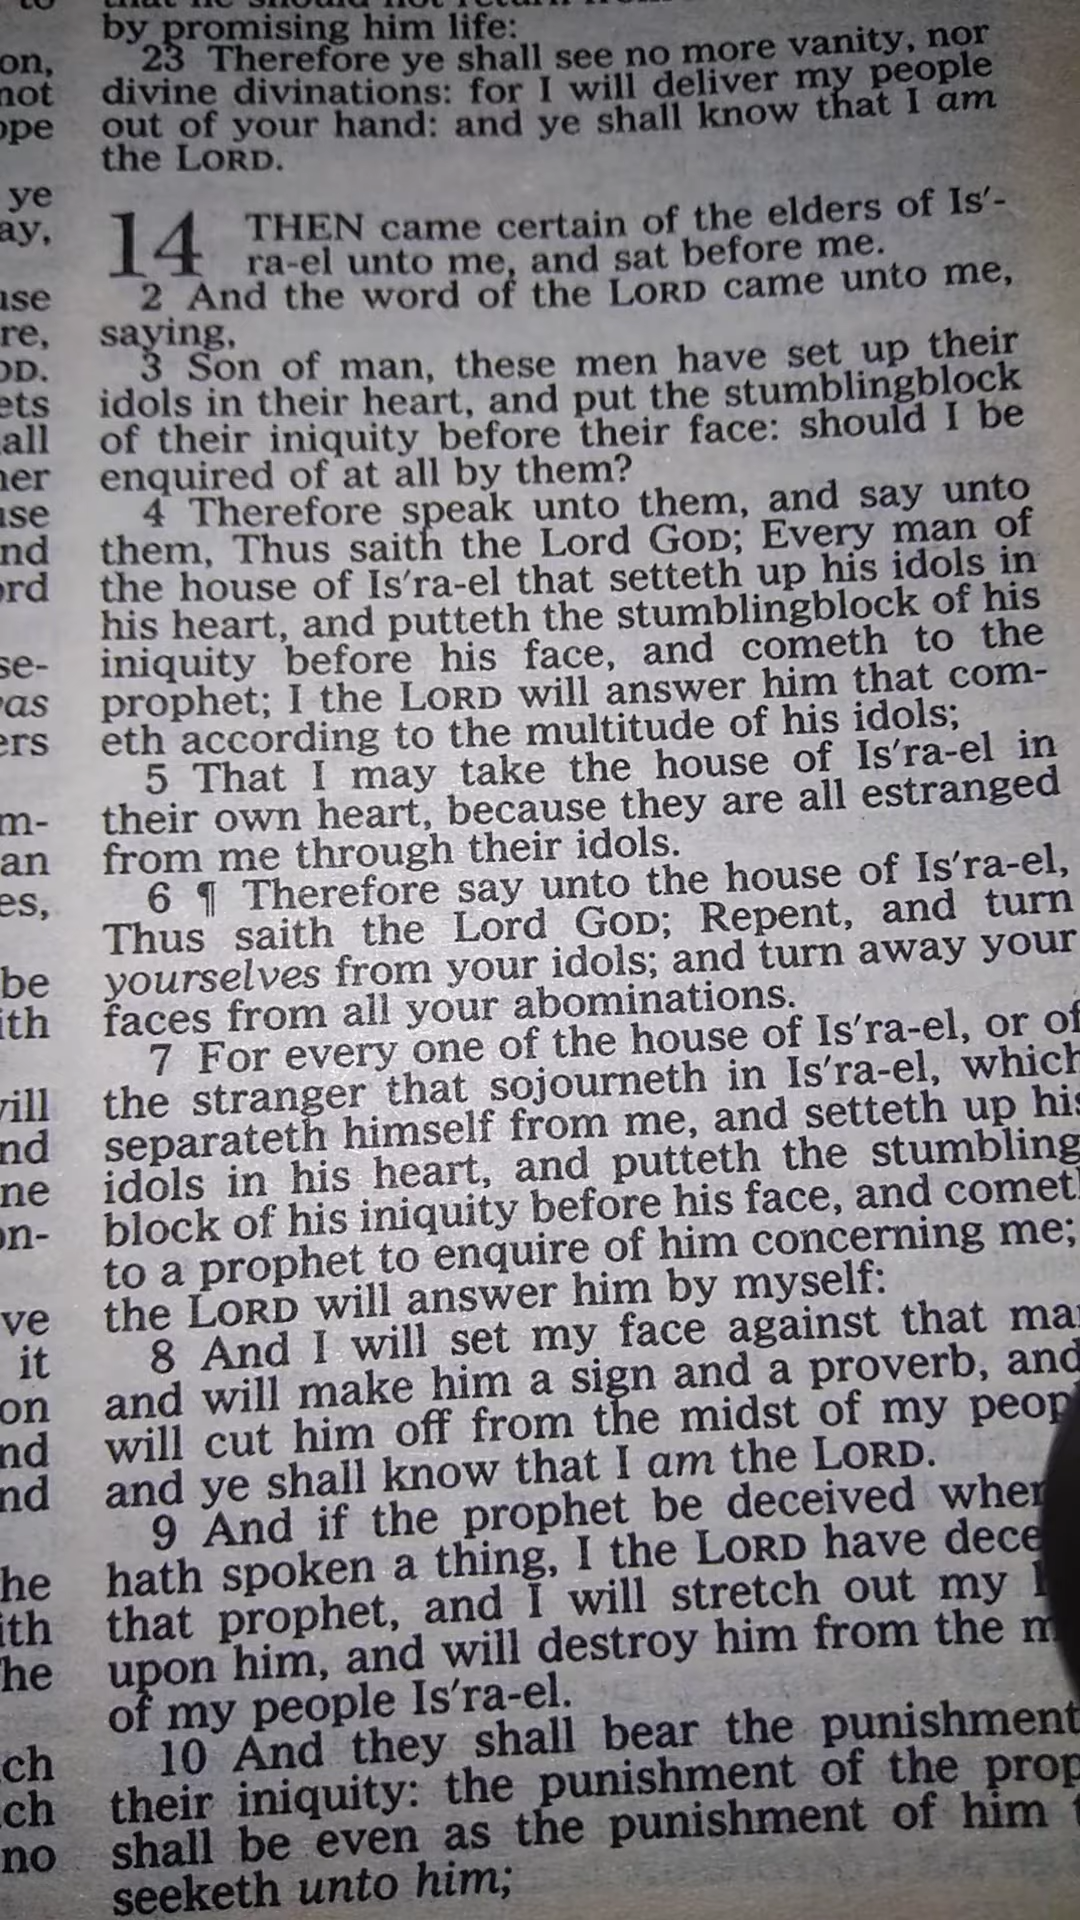 by promising him life:
23 Therefore ye shall see no more vanity, nor
divine divinations: for I will deliver my people
out of your hand: and ye shall know that I am
the LORD.
14 THEN came certain of the elders of Is′-
ra-el unto me, and sat before me.
2 And the word of the LORD came unto me,
saying,
3 Son of man, these men have set up their
idols in their heart, and put the stumblingblock
of their iniquity before their face: should I be
enquired of at all by them?
4 Therefore speak unto them, and say unto
them, Thus saith the Lord GOD; Every man of
the house of Is′ra-el that setteth up his idols in
his heart, and putteth the stumblingblock of his
iniquity before his face, and cometh to the
prophet; I the LORD will answer him that com-
eth according to the multitude of his idols;
5 That I may take the house of Is′ra-el in
their own heart, because they are all estranged
from me through their idols.
6 ¶ Therefore say unto the house of Is′ra-el,
Thus saith the Lord GOD; Repent, and turn
yourselves from your idols; and turn away your
faces from all your abominations.
7 For every one of the house of Is′ra-el, or of
the stranger that sojourneth in Is′ra-el, which
separateth himself from me, and setteth up his
idols in his heart, and putteth the stumbling
block of his iniquity before his face, and comet
to a prophet to enquire of him concerning me;
the LORD will answer him by myself:
8 And I will set my face against that
and will make him a sign and a proverb, and
will cut him off from the midst of my peop
and ye shall know that I am the LORD.
9 And if the prophet be deceived when
hath spoken a thing, I the LORD have dece
that prophet, and I will stretch out my
upon him, and will destroy him from the
of my people Is′ra-el.
10 And they shall bear the punishment
their iniquity: the punishment of the prop
shall be even as the punishment of him
seeketh unto him;